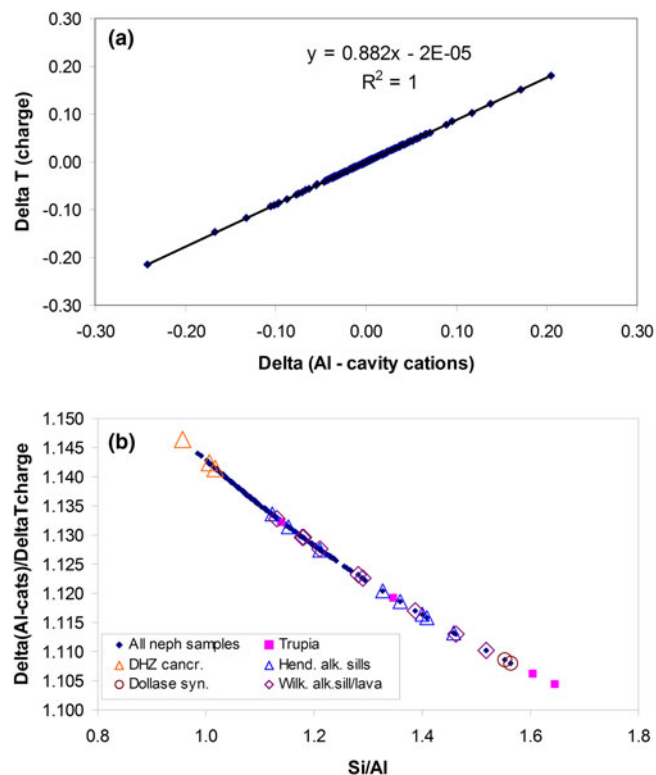 (a)
y = 0.882x - 2E-05
R² = 1
0.30
0.20
0.10
0.00
-0.10
-0.20
-0.30
Delta T (charge)
-0.30 -0.20 -0.10 0.00 0.10 0.20 0.30
Delta (Al - cavity cations)
(b)
1.150
1.145
1.140
1.135
1.130
1.125
1.120
1.115
1.110
1.105
1.100
Delta(Al-cats)/DeltaTcharge
All neph samples Trupia
DHZ cancr. Hend. alk. sills
Dollase syn. Wilk. alk.sill/lava
0.8 1.0 1.2 1.4 1.6 1.8
Si/Al